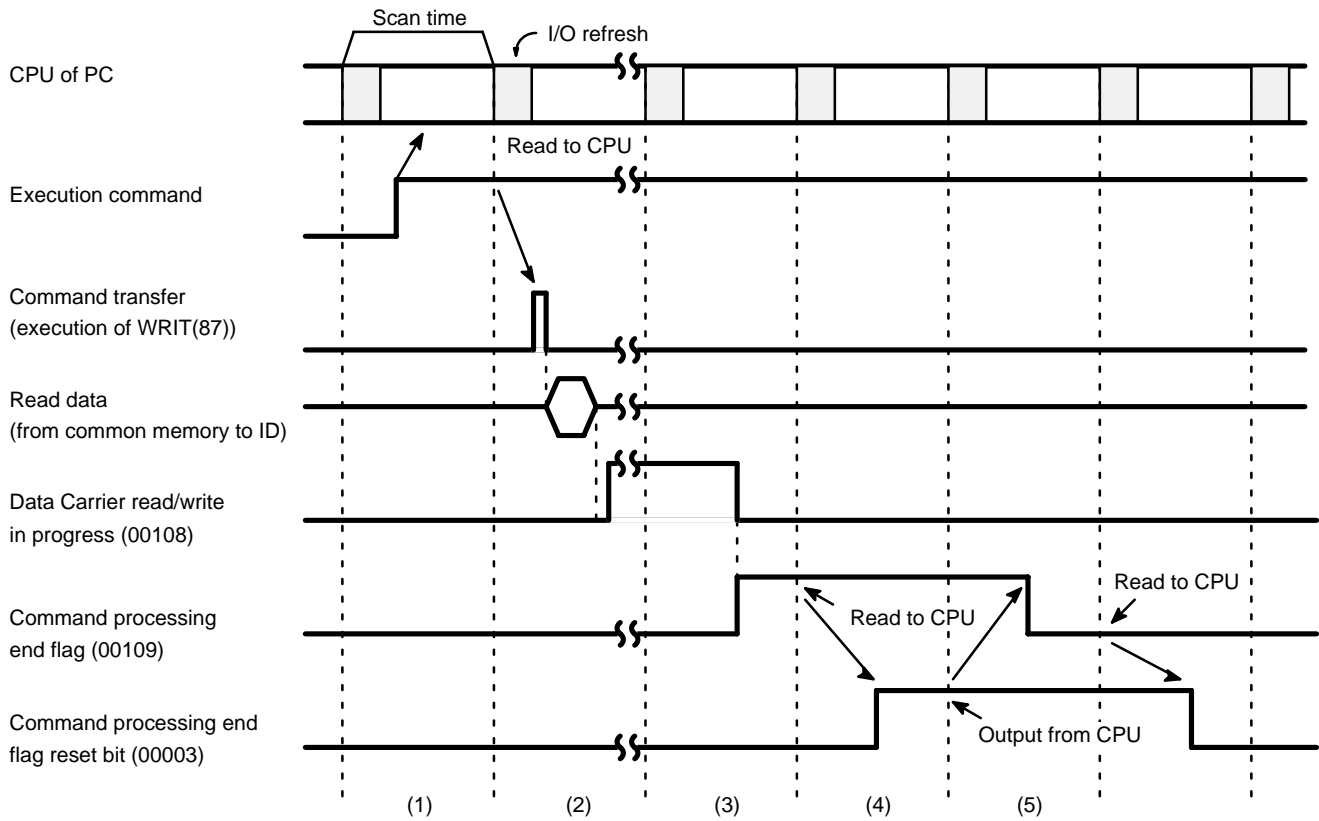 Scan time
I/O refresh
CPU of PC
Read to CPU
Execution command
Command transfer
(execution of WRIT(87))
Read data
(from common memory to ID)
Data Carrier read/write
in progress (00108)
Read to CPU
Command processing
end flag (00109)
Read to CPU
Command processing end
flag reset bit (00003)
Output from CPU
(1) (2) (3) (4) (5)